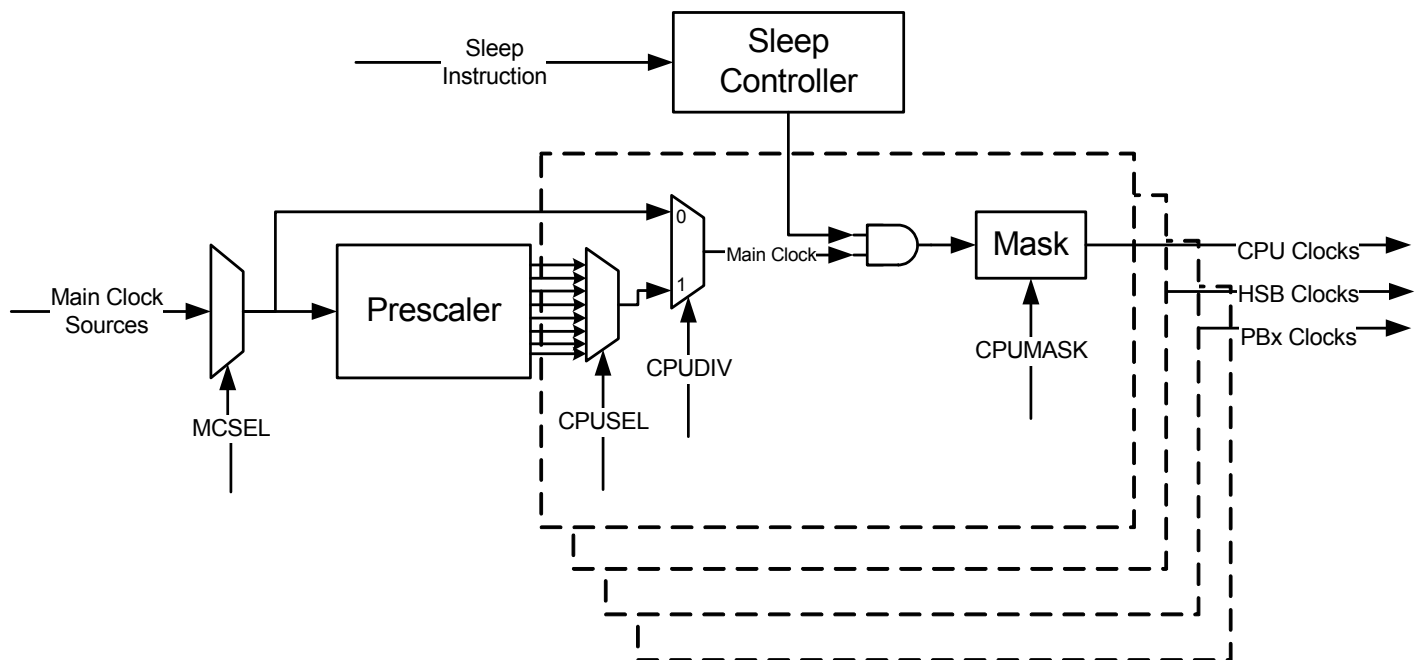 Sleep
Instruction
Sleep
Controller
0
Main Clock
1
Mask
CPU Clocks
HSB Clocks
PBx Clocks
Main Clock
Sources
Prescaler
CPUMASK
CPUDIV
CPUSEL
MCSEL